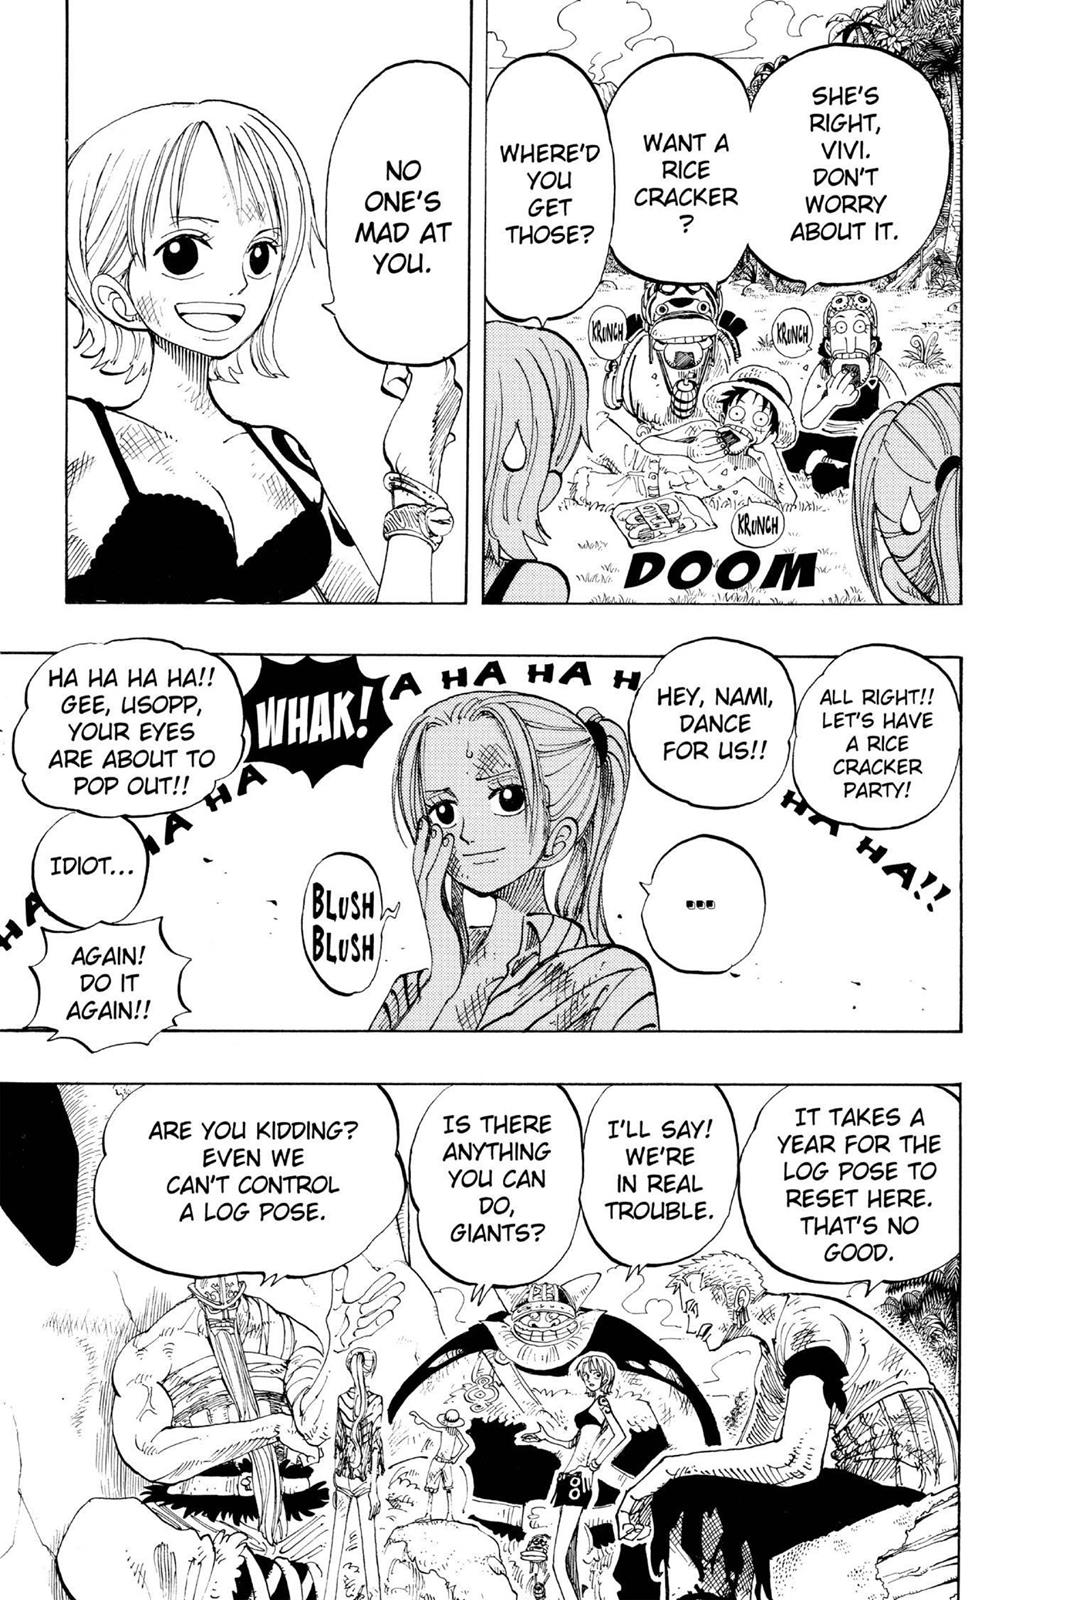 SHE'S
RIGHT,
VIVI.
DON'T
WORRY
ABOUT IT.
WANT A
RICE
CRACKER
?
WHERE'D
YOU
GET
THOSE?
KRUNCH
KRUNCH
KRUNCH
DOOM
NO
ONE'S
MAD AT
YOU.
ALL RIGHT!!
LET'S HAVE
A RICE
CRACKER
PARTY!
HEY, NAMI,
DANCE
FOR US!!
...
A HA HA H
HA HA!!
WHAK!
BLUSH
BLUSH
HA HA HA HA!!
GEE, USOPP,
YOUR EYES
ARE ABOUT TO
POP OUT!!
HA HA HA HA
IDIOT...
AGAIN!
DO IT
AGAIN!!
IT TAKES A
YEAR FOR THE
LOG POSE TO
RESET HERE.
THAT'S NO
GOOD.
I'LL SAY!
WE'RE
IN REAL
TROUBLE.
IS THERE
ANYTHING
YOU CAN
DO,
GIANTS?
ARE YOU KIDDING?
EVEN WE
CAN'T CONTROL
A LOG POSE.